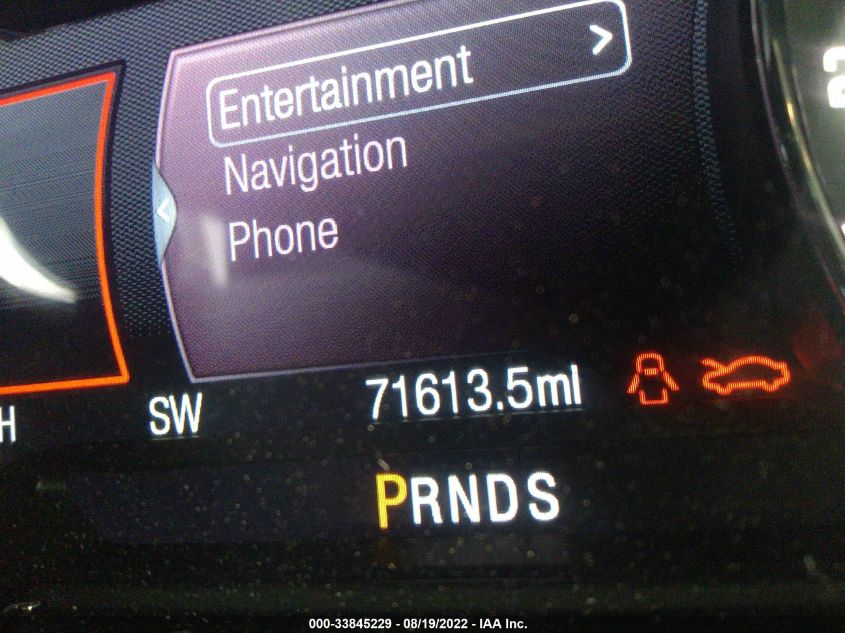 Entertainment >
Navigation
Phone
<
H SW 71613.5mi
PRNDS
000-33845229 - 08/19/2022 - IAA Inc.